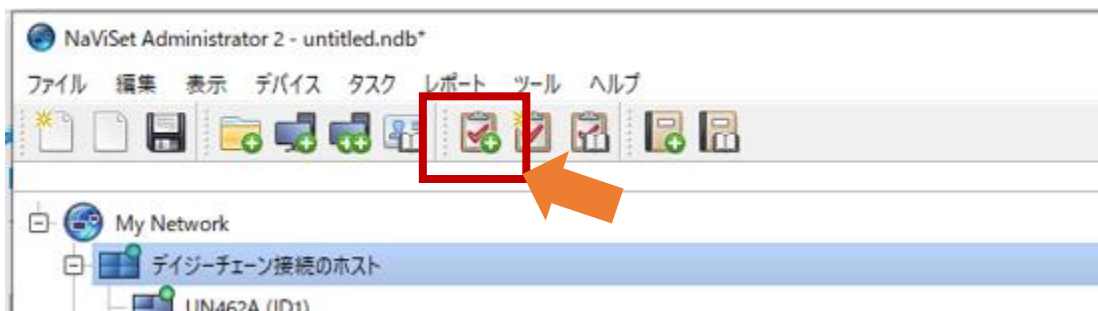 NaViSet Administrator 2 - untitled.ndb*
ファイル 編集 表示 デバイス タスク レポート ツール ヘルプ
My Network
デイジーチェーン接続のホスト
UN462A (ID1)